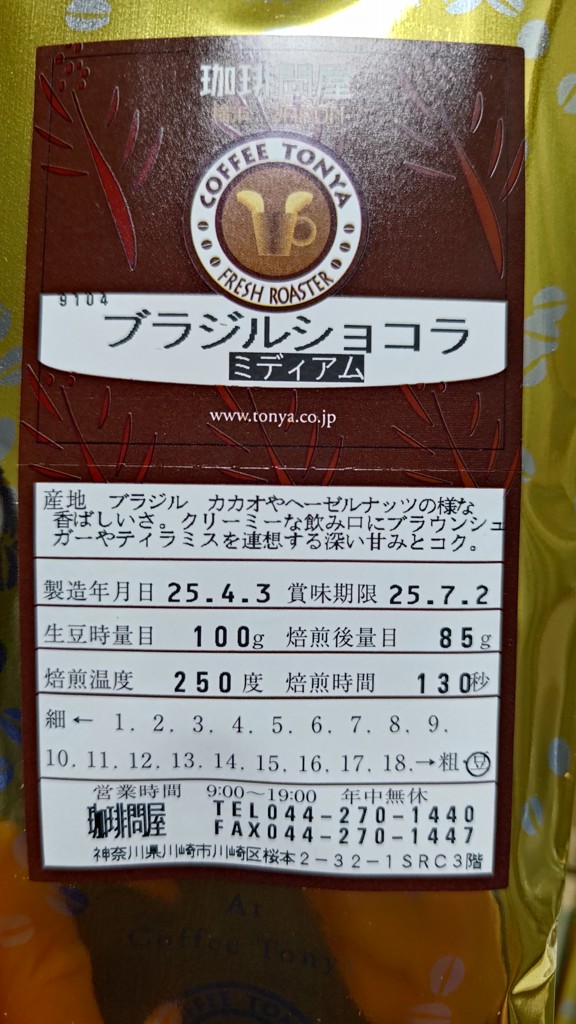 珈琲問屋
COFFEE TONYA
FRESH ROASTER
9104
ブラジルショコラ
ミディアム
www.tonya.co.jp
産地 ブラジル カカオやヘーゼルナッツの様な
香ばしいさ。クリーミーな飲み口にブラウンシュ
ガーやティラミスを連想する深い甘みとコク。
製造年月日 25.4.3 賞味期限 25.7.2
生豆時量目 100g 焙煎後量目 85g
焙煎温度 250度 焙煎時間 130秒
細← 1. 2. 3. 4. 5. 6. 7. 8. 9.
10. 11. 12. 13. 14. 15. 16. 17. 18.→粗・豆
営業時間 9:00〜19:00 年中無休
珈琲問屋 TEL044-270-1440
FAX044-270-1447
神奈川県川崎市川崎区桜本2-32-1SRC3階
At
Coffee Tonya